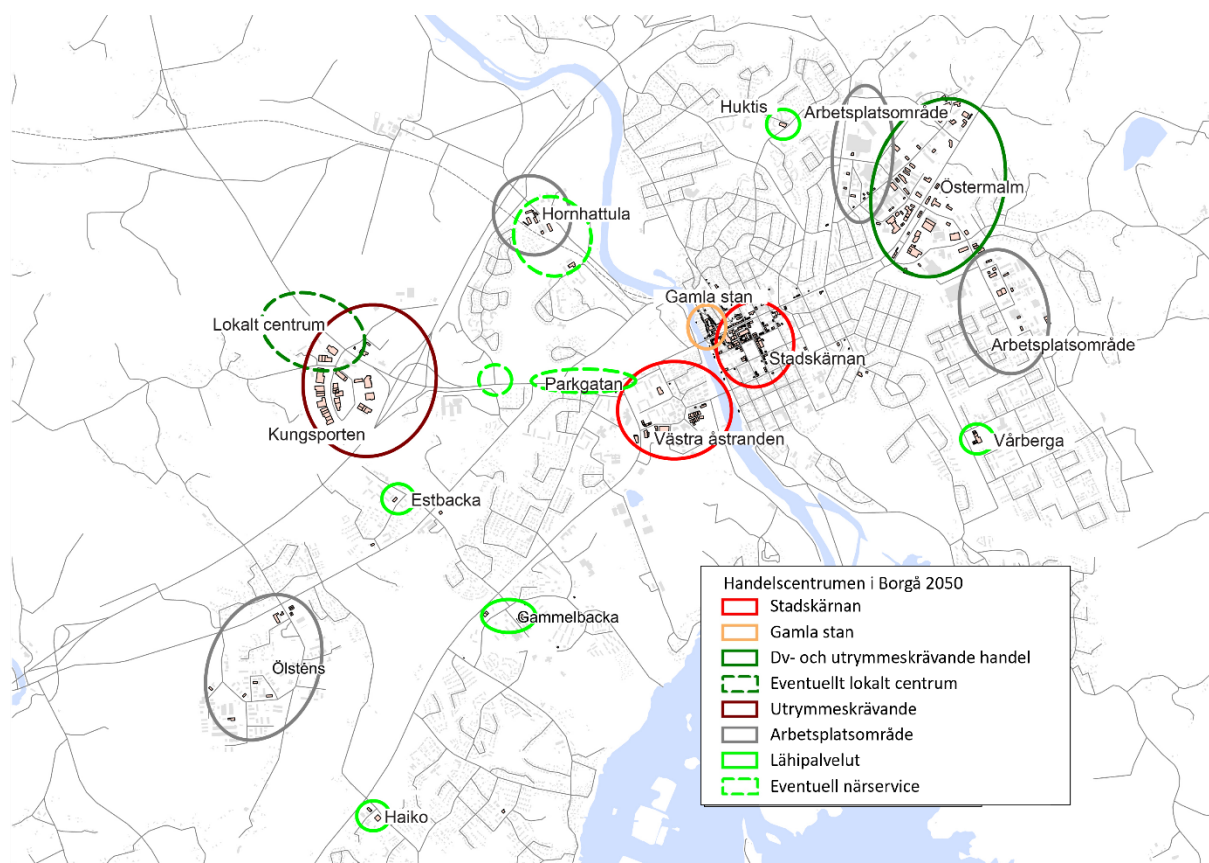 Huktis
Arbetsplatsområde
Östermalm
Hornhattula
Gamla stan
Lokalt centrum
Stadskärnan
Arbetsplatsområde
Parkgatan
Kungsporten
Västra åstranden
Vårberga
Estbacka
Gammelbacka
Ölstens
Haiko
Handelscentrumen i Borgå 2050
Stadskärnan
Gamla stan
Dv- och utrymmeskrävande handel
Eventuellt lokalt centrum
Utrymmeskrävande
Arbetsplatsområde
Lähipalvelut
Eventuell närservice